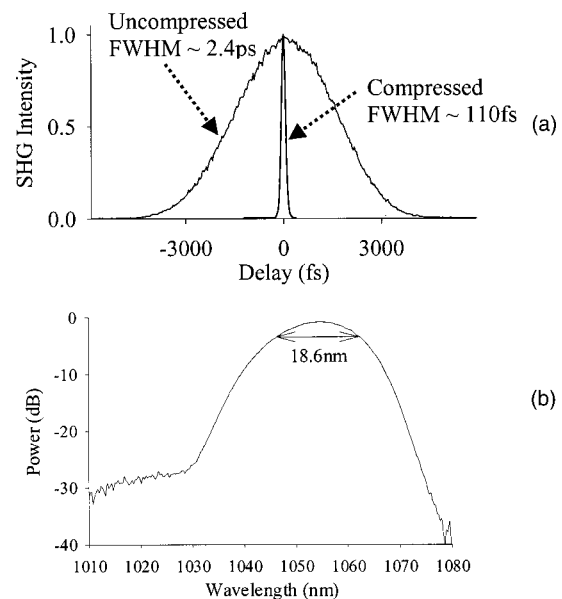 Uncompressed
FWHM ~ 2.4ps
Compressed
FWHM ~ 110fs
(a)
SHG Intensity
1.0
0.5
0.0
-3000 0 3000
Delay (fs)
0
-10
-20
-30
-40
18.6nm
(b)
Power (dB)
1010 1020 1030 1040 1050 1060 1070 1080
Wavelength (nm)